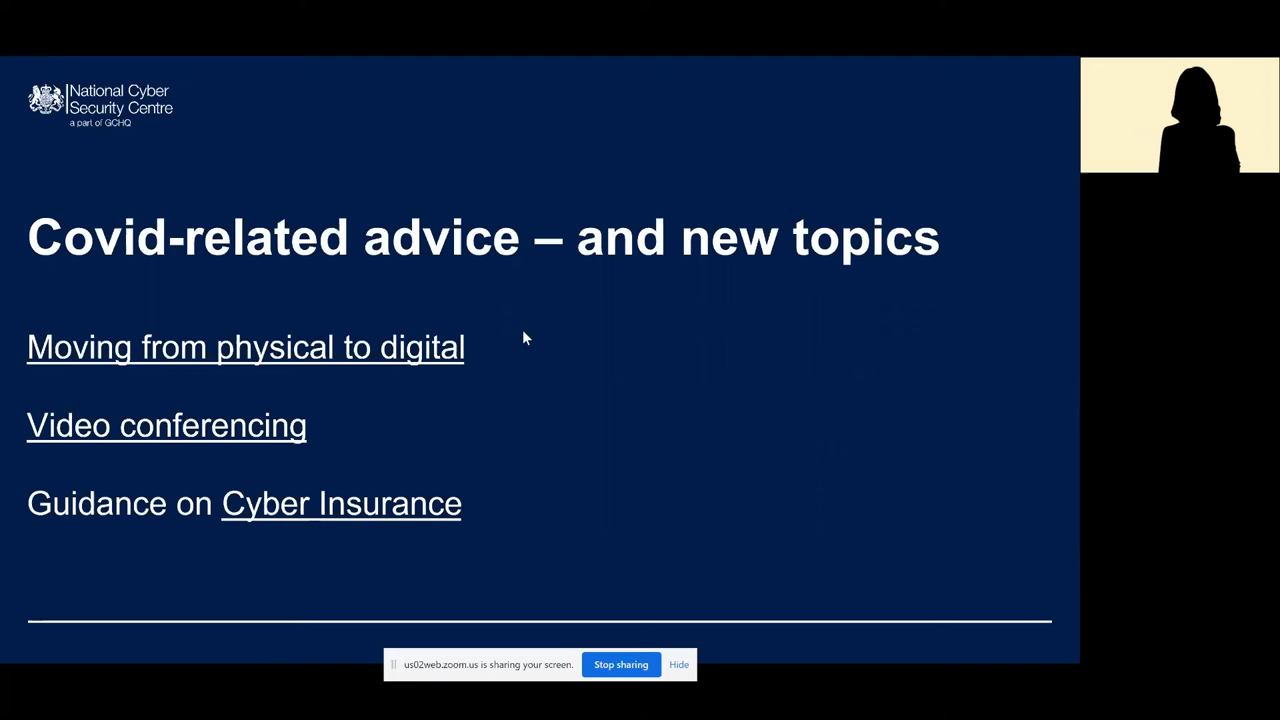 National Cyber
Security Centre
a part of GCHQ
Covid-related advice – and new topics
Moving from physical to digital
Video conferencing
Guidance on Cyber Insurance
us02web.zoom.us is sharing your screen. Stop sharing Hide